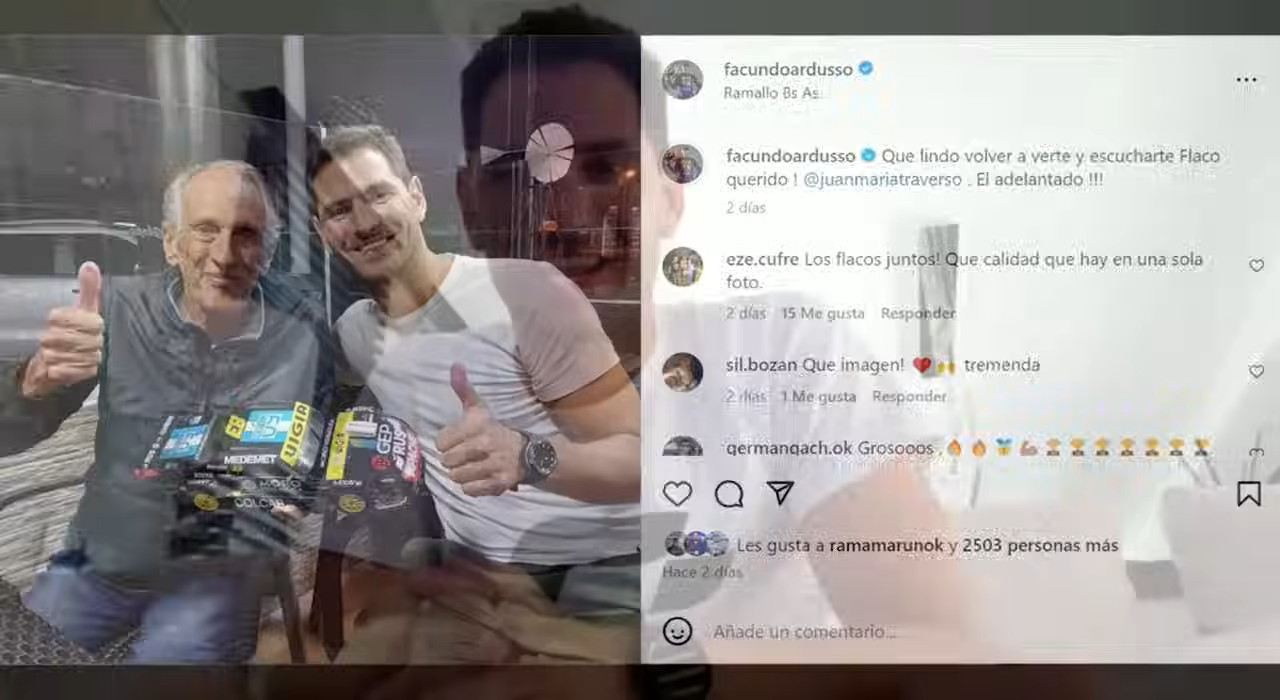 facundoardusso
Ramallo Bs As.
facundoardusso Que lindo volver a verte y escucharte Flaco
querido ! @juanmariatraverso . El adelantado !!!
2 días
eze.cufre Los flacos juntos! Que calidad que hay en una sola
foto.
2 días 15 Me gusta Responder
sil.bozan Que imagen! ❤️🙌 tremenda
2 días 1 Me gusta Responder
germangach.ok Grosooos
Les gusta a ramamarunok y 2503 personas más
Hace 2 días
Añade un comentario...
VIGIA
MEDEMET